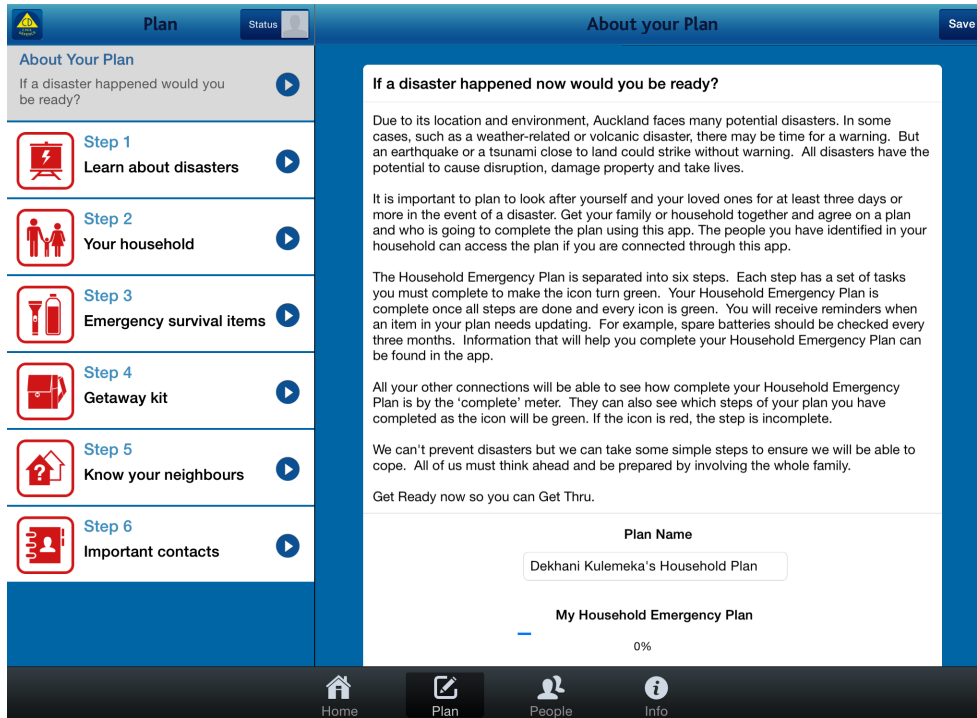 CD
CIVIL
DEFENCE
Plan
Status
About Your Plan
If a disaster happened would you
be ready?
Step 1
Learn about disasters
Step 2
Your household
Step 3
Emergency survival items
Step 4
Getaway kit
Step 5
Know your neighbours
Step 6
Important contacts
About your Plan
Save
If a disaster happened now would you be ready?
Due to its location and environment, Auckland faces many potential disasters. In some
cases, such as a weather-related or volcanic disaster, there may be time for a warning. But
an earthquake or a tsunami close to land could strike without warning. All disasters have the
potential to cause disruption, damage property and take lives.
It is important to plan to look after yourself and your loved ones for at least three days or
more in the event of a disaster. Get your family or household together and agree on a plan
and who is going to complete the plan using this app. The people you have identified in your
household can access the plan if you are connected through this app.
The Household Emergency Plan is separated into six steps. Each step has a set of tasks
you must complete to make the icon turn green. Your Household Emergency Plan is
complete once all steps are done and every icon is green. You will receive reminders when
an item in your plan needs updating. For example, spare batteries should be checked every
three months. Information that will help you complete your Household Emergency Plan can
be found in the app.
All your other connections will be able to see how complete your Household Emergency
Plan is by the ‘complete’ meter. They can also see which steps of your plan you have
completed as the icon will be green. If the icon is red, the step is incomplete.
We can't prevent disasters but we can take some simple steps to ensure we will be able to
cope. All of us must think ahead and be prepared by involving the whole family.
Get Ready now so you can Get Thru.
Plan Name
Dekhani Kulemeka's Household Plan
My Household Emergency Plan
0%
Home
Plan
People
Info